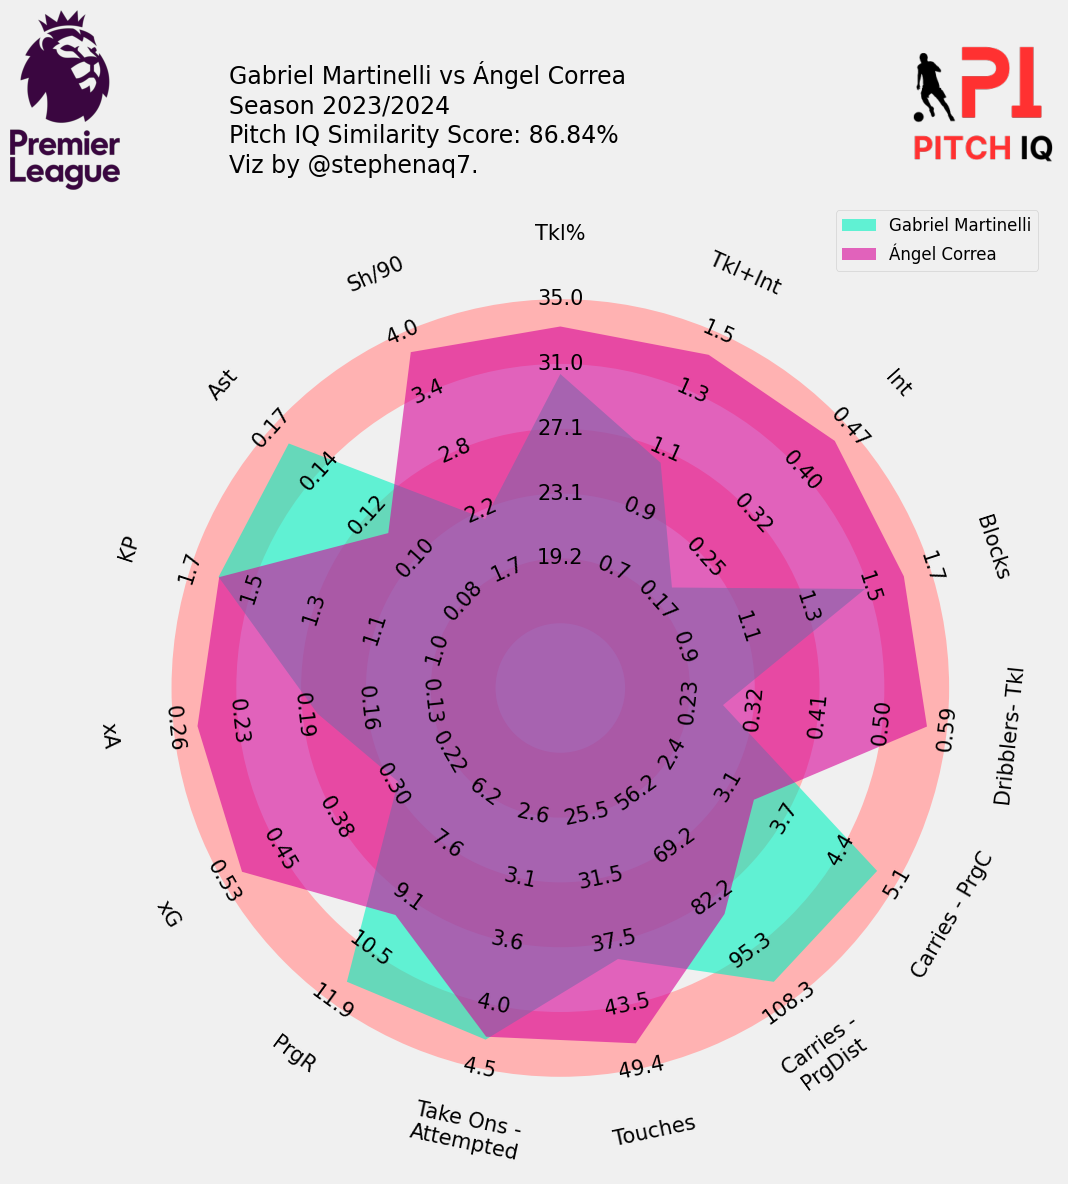 Gabriel Martinelli vs Ángel Correa
Season 2023/2024
Pitch IQ Similarity Score: 86.84%
Viz by @stephenaq7.
Premier
League
PI
PITCH IQ
Gabriel Martinelli
Ángel Correa
Tkl%
35.0
31.0
27.1
23.1
19.2
Tkl+Int
1.5
1.3
1.1
0.9
0.7
Int
0.47
0.40
0.32
0.25
0.17
Blocks
1.7
1.5
1.3
1.1
0.9
Dribblers- Tkl
0.59
0.50
0.41
0.32
0.23
Carries - PrgC
5.1
4.4
3.7
3.1
2.4
Carries -
PrgDist
108.3
95.3
82.2
69.2
56.2
Touches
49.4
43.5
37.5
31.5
25.5
Take Ons -
Attempted
4.5
4.0
3.6
3.1
2.6
PrgR
11.9
10.5
9.1
7.6
6.2
xG
0.53
0.45
0.38
0.30
0.22
xA
0.26
0.23
0.19
0.16
0.13
KP
1.7
1.5
1.3
1.1
1.0
Ast
0.17
0.14
0.12
0.10
0.08
Sh/90
4.0
3.4
2.8
2.2
1.7